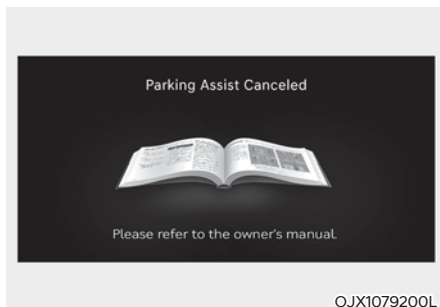 Parking Assist Canceled
Please refer to the owner's manual.
OJX1079200L